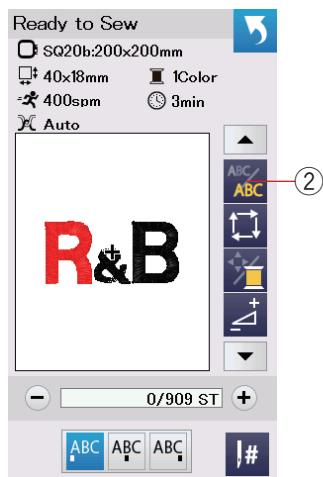 Ready to Sew
SQ20b:200x200mm
40x18mm 1Color
400spm 3min
Auto
ABC
ABC
2
R&B
0/909 ST
ABC ABC ABC
#